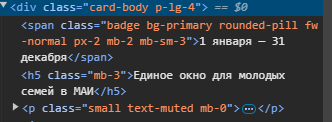 ▼<div class="card-body p-lg-4"> == $0
<span class="badge bg-primary rounded-pill fw
-normal px-2 mb-2 mb-sm-3">1 января – 31
декабря</span>
<h5 class="mb-3">Единое окно для молодых
семей в МАИ</h5>
▶<p class="small text-muted mb-0">…</p>